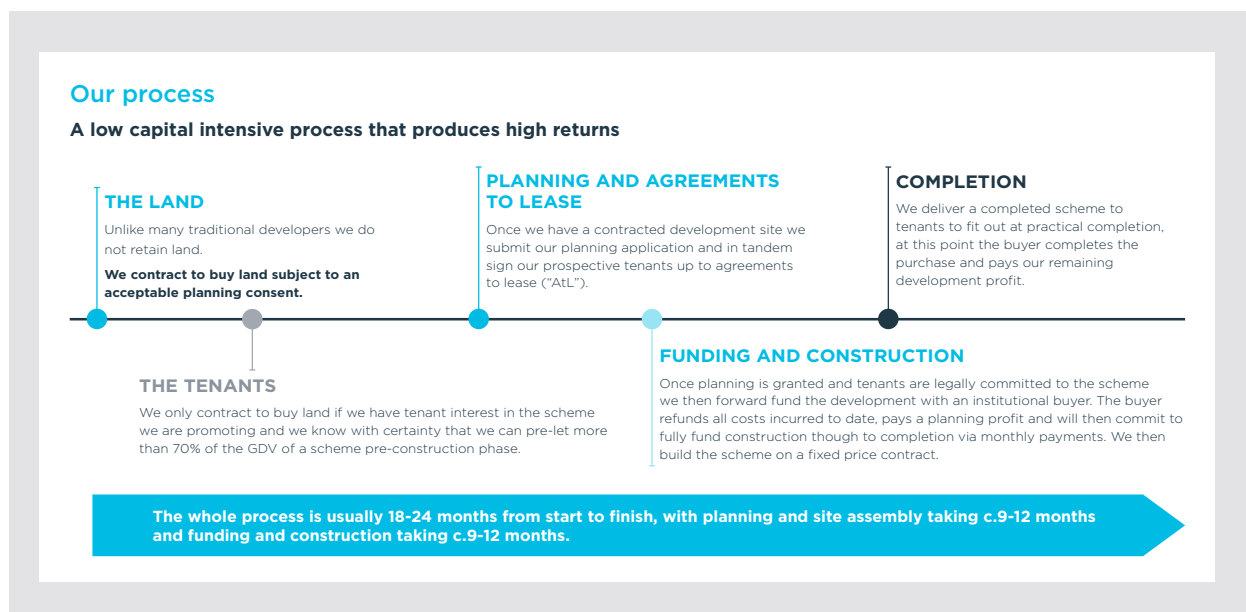 Our process
A low capital intensive process that produces high returns
THE LAND
Unlike many traditional developers we do
not retain land.
We contract to buy land subject to an
acceptable planning consent.
THE TENANTS
We only contract to buy land if we have tenant interest in the scheme
we are promoting and we know with certainty that we can pre-let more
than 70% of the GDV of a scheme pre-construction phase.
PLANNING AND AGREEMENTS
TO LEASE
Once we have a contracted development site we
submit our planning application and in tandem
sign our prospective tenants up to agreements
to lease (“AtL”).
FUNDING AND CONSTRUCTION
Once planning is granted and tenants are legally committed to the scheme
we then forward fund the development with an institutional buyer. The buyer
refunds all costs incurred to date, pays a planning profit and will then commit to
fully fund construction though to completion via monthly payments. We then
build the scheme on a fixed price contract.
COMPLETION
We deliver a completed scheme to
tenants to fit out at practical completion,
at this point the buyer completes the
purchase and pays our remaining
development profit.
The whole process is usually 18-24 months from start to finish, with planning and site assembly taking c.9-12 months
and funding and construction taking c.9-12 months.